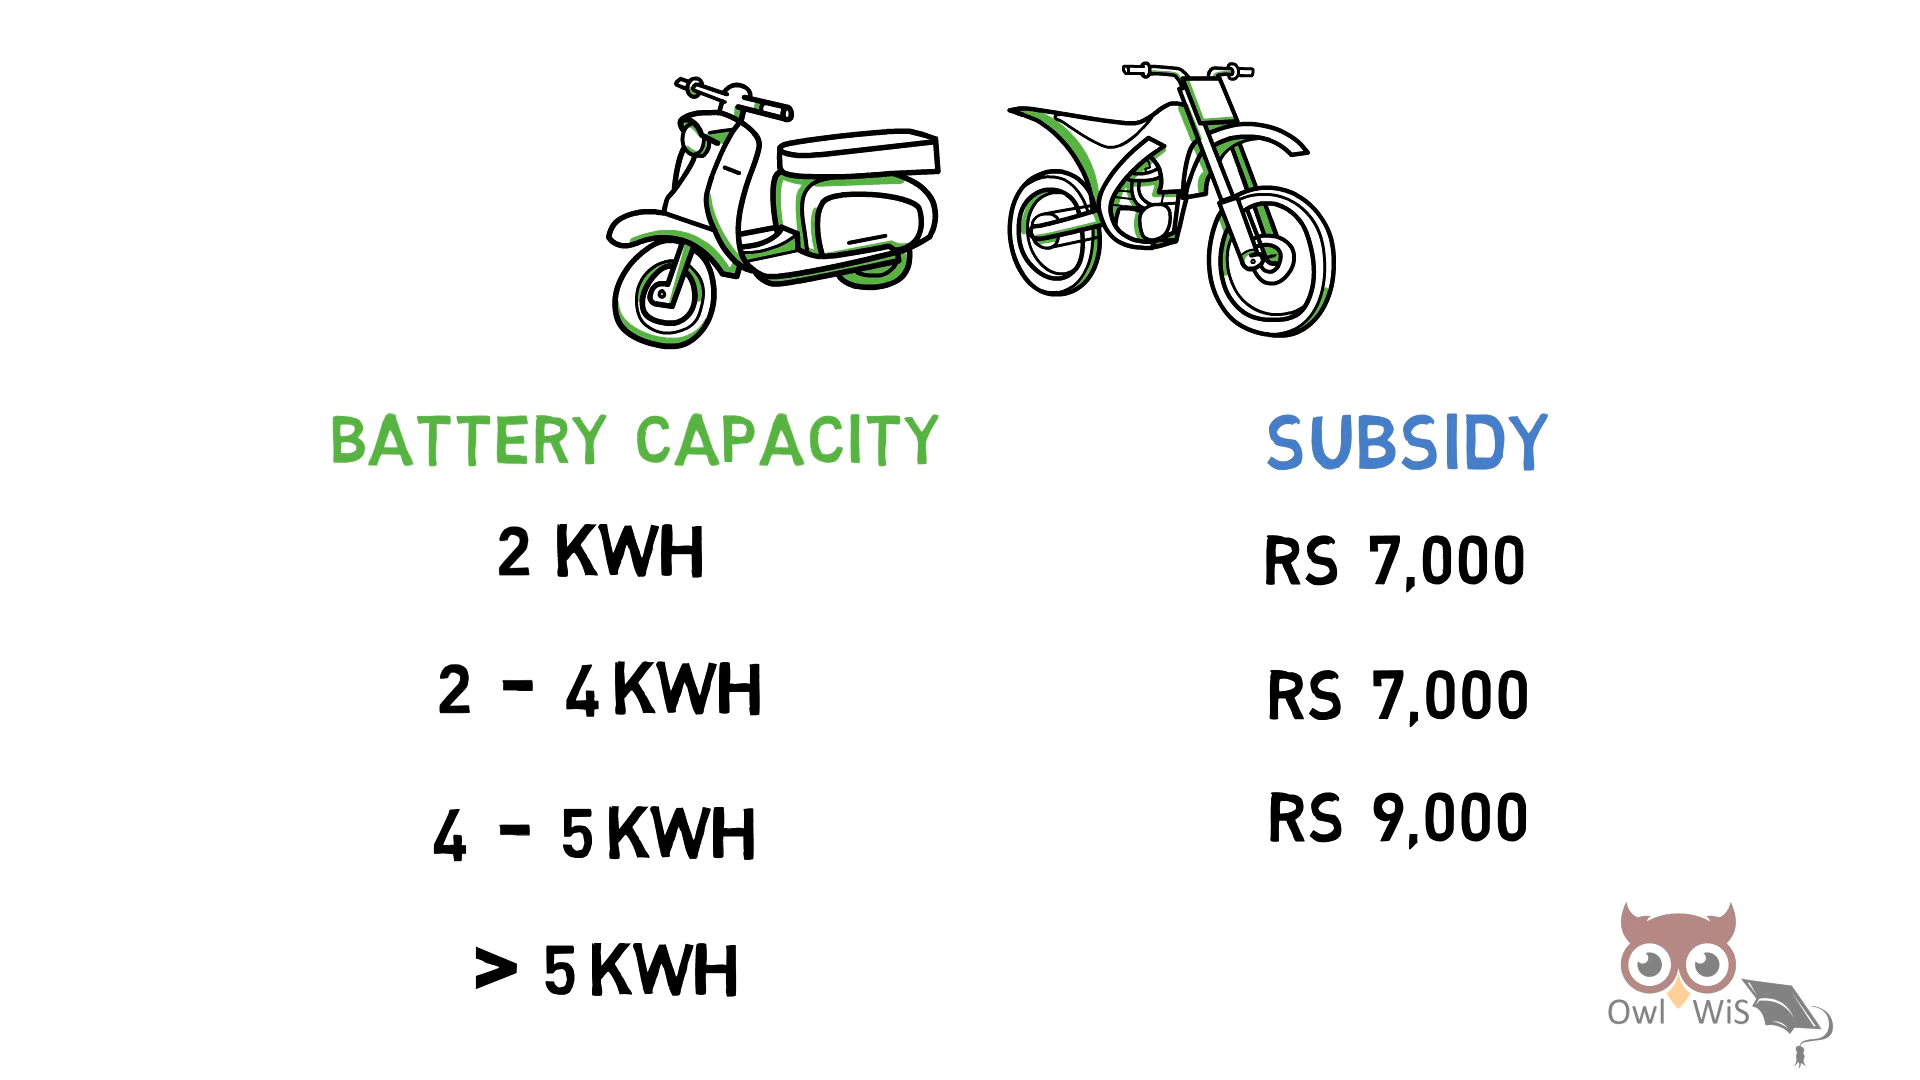 BATTERY CAPACITY SUBSIDY
2 KWH RS 7,000
2 - 4 KWH RS 7,000
4 - 5 KWH RS 9,000
> 5 KWH
Owl WiS